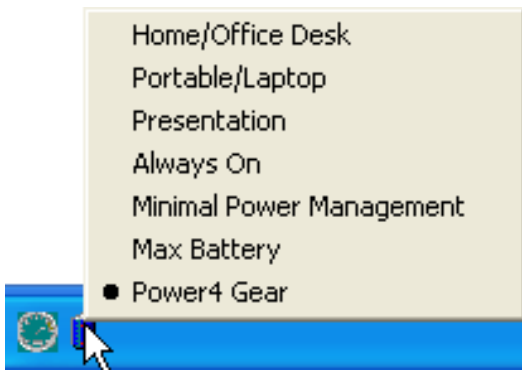 Home/Office Desk
Portable/Laptop
Presentation
Always On
Minimal Power Management
Max Battery
Power4 Gear